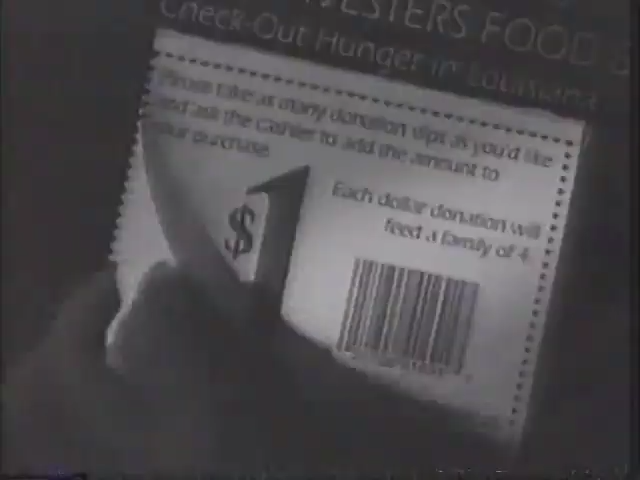 FOOD
Check-Out Hunger in Louisiana
Please take as many donation slips as you'd like
and ask the cashier to add the amount to
your purchase.
$1
Each dollar donation will
feed a family of 4.